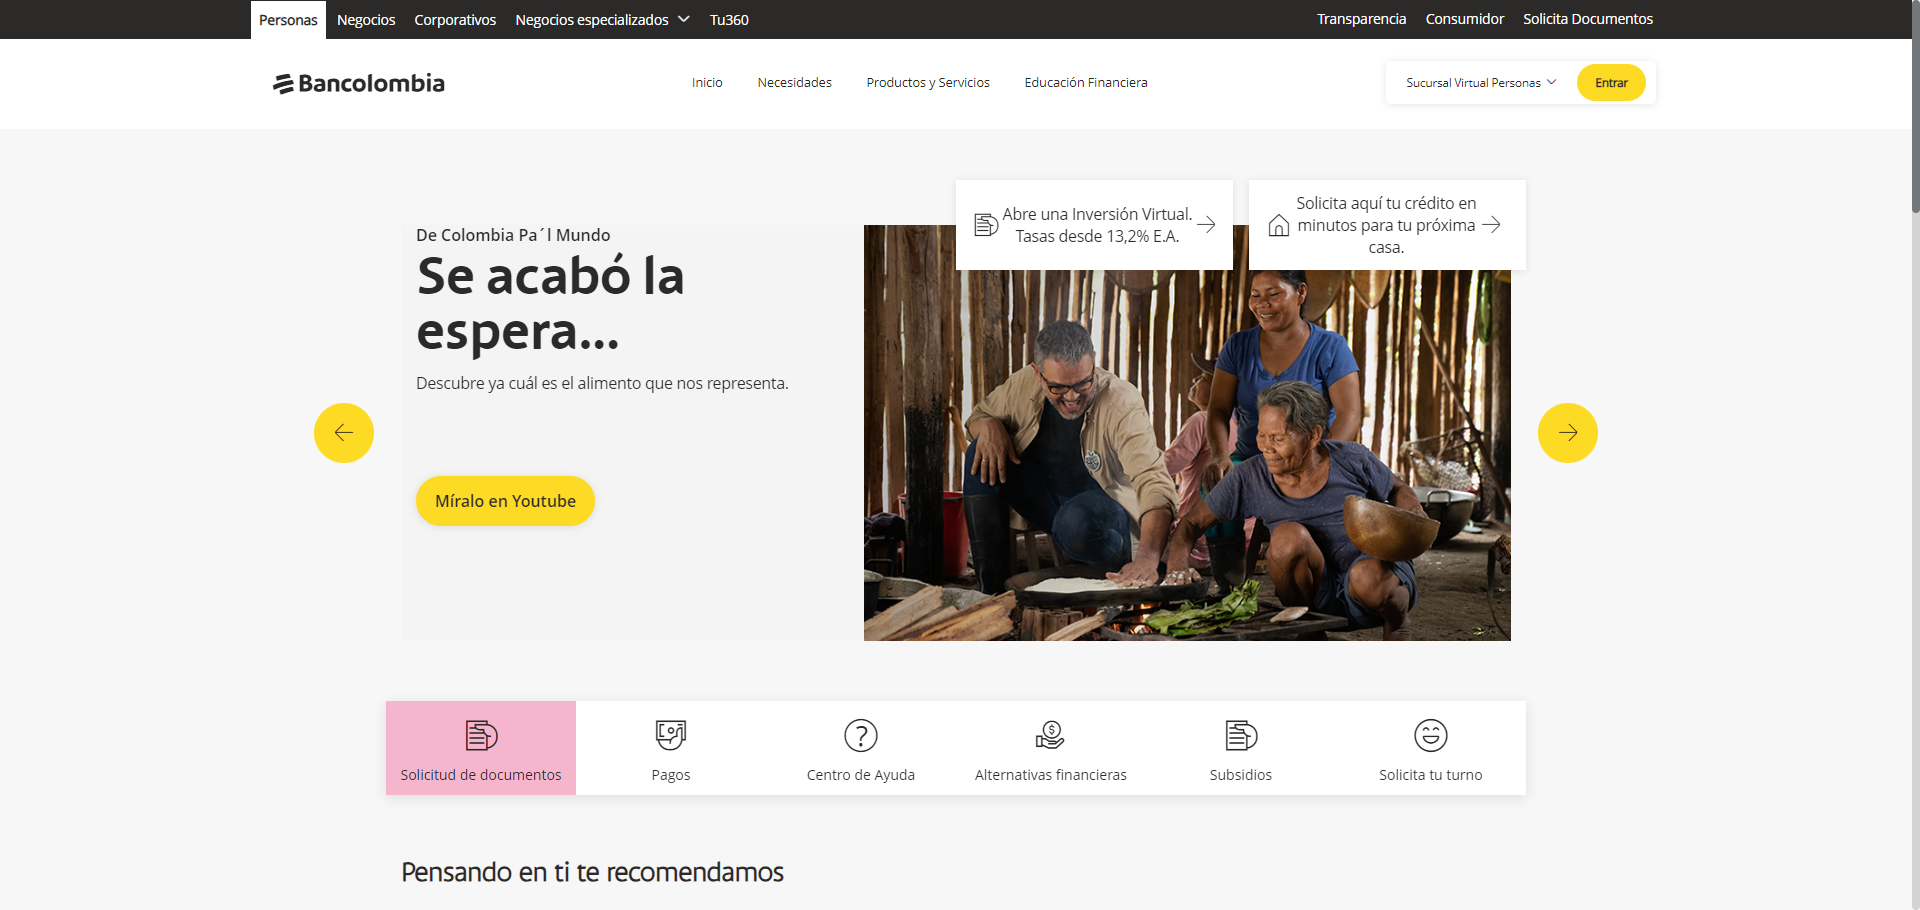 Personas
Negocios
Corporativos
Negocios especializados
Tu360
Transparencia
Consumidor
Solicita Documentos
Bancolombia
Inicio
Necesidades
Productos y Servicios
Educación Financiera
Sucursal Virtual Personas
Entrar
Abre una Inversión Virtual.
Tasas desde 13,2% E.A.
Solicita aquí tu crédito en
minutos para tu próxima
casa.
De Colombia Pa´l Mundo
Se acabó la
espera...
Descubre ya cuál es el alimento que nos representa.
Míralo en Youtube
Solicitud de documentos
Pagos
Centro de Ayuda
Alternativas financieras
Subsidios
Solicita tu turno
Pensando en ti te recomendamos